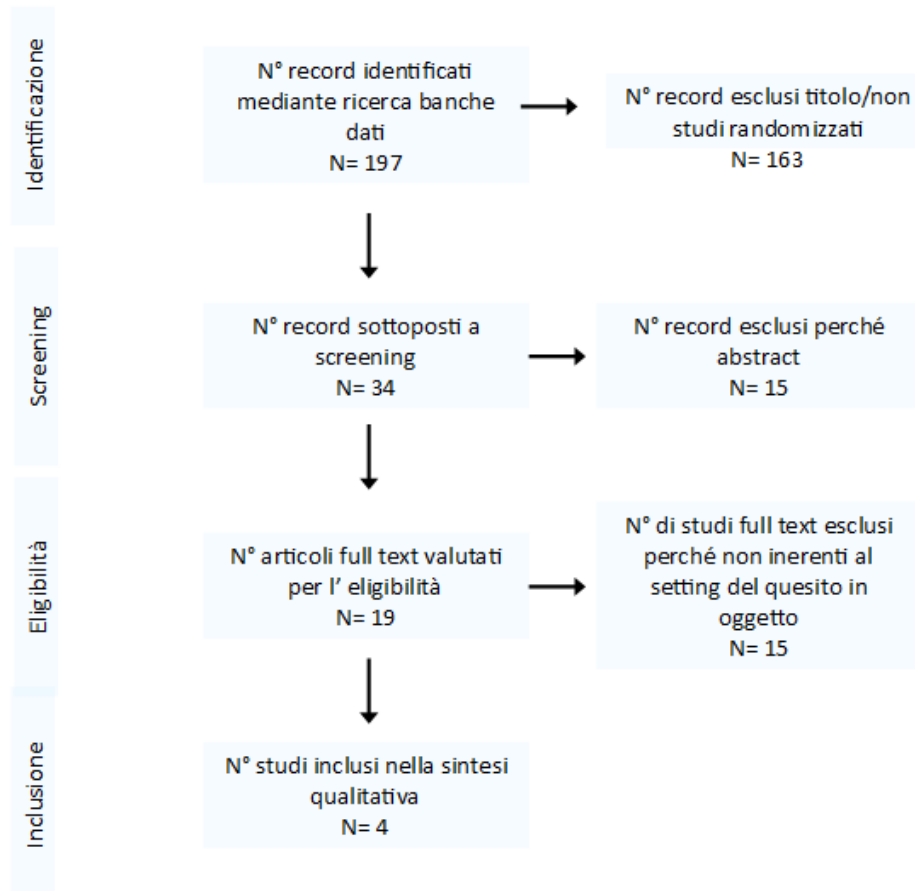 Identificazione
N° record identificati
mediante ricerca banche
dati
N= 197
N° record esclusi titolo/non
studi randomizzati
N= 163
Screening
N° record sottoposti a
screening
N= 34
N° record esclusi perché
abstract
N= 15
Eligibilità
N° articoli full text valutati
per l’ eligibilità
N= 19
N° di studi full text esclusi
perché non inerenti al
setting del quesito in
oggetto
N= 15
Inclusione
N° studi inclusi nella sintesi
qualitativa
N= 4